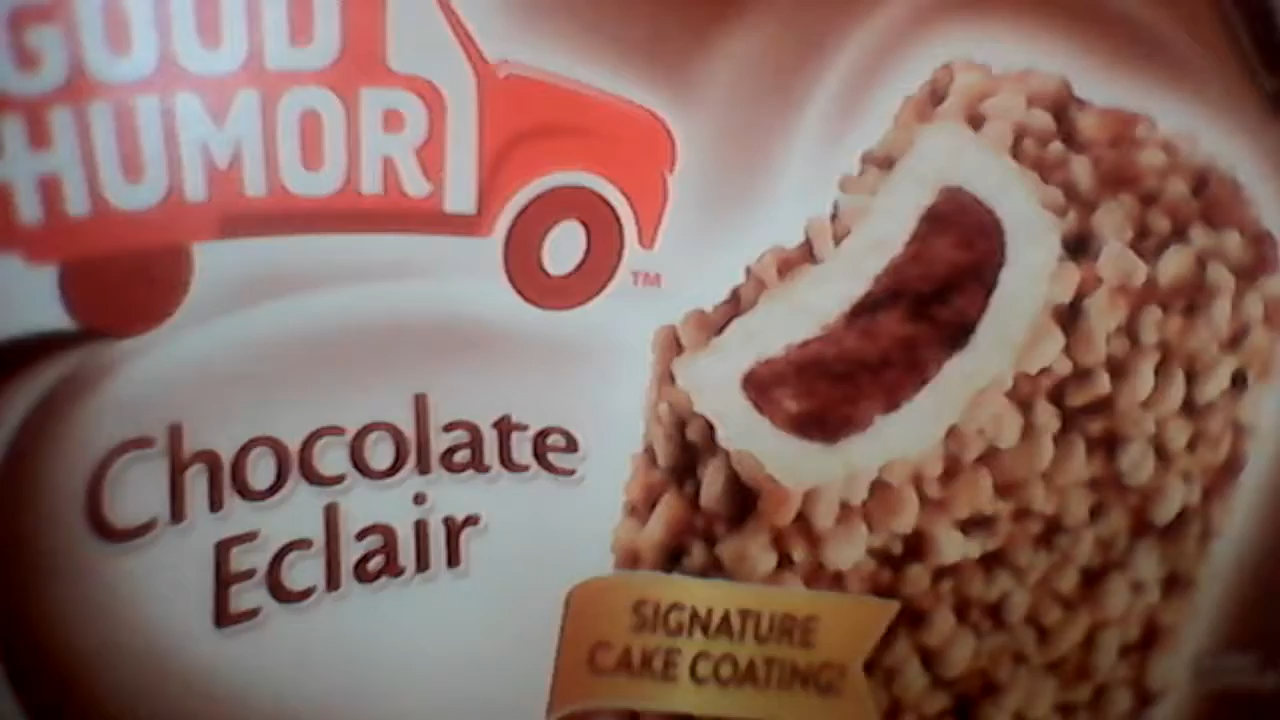 GOOD
HUMOR
TM
Chocolate
Eclair
SIGNATURE
CAKE COATING!